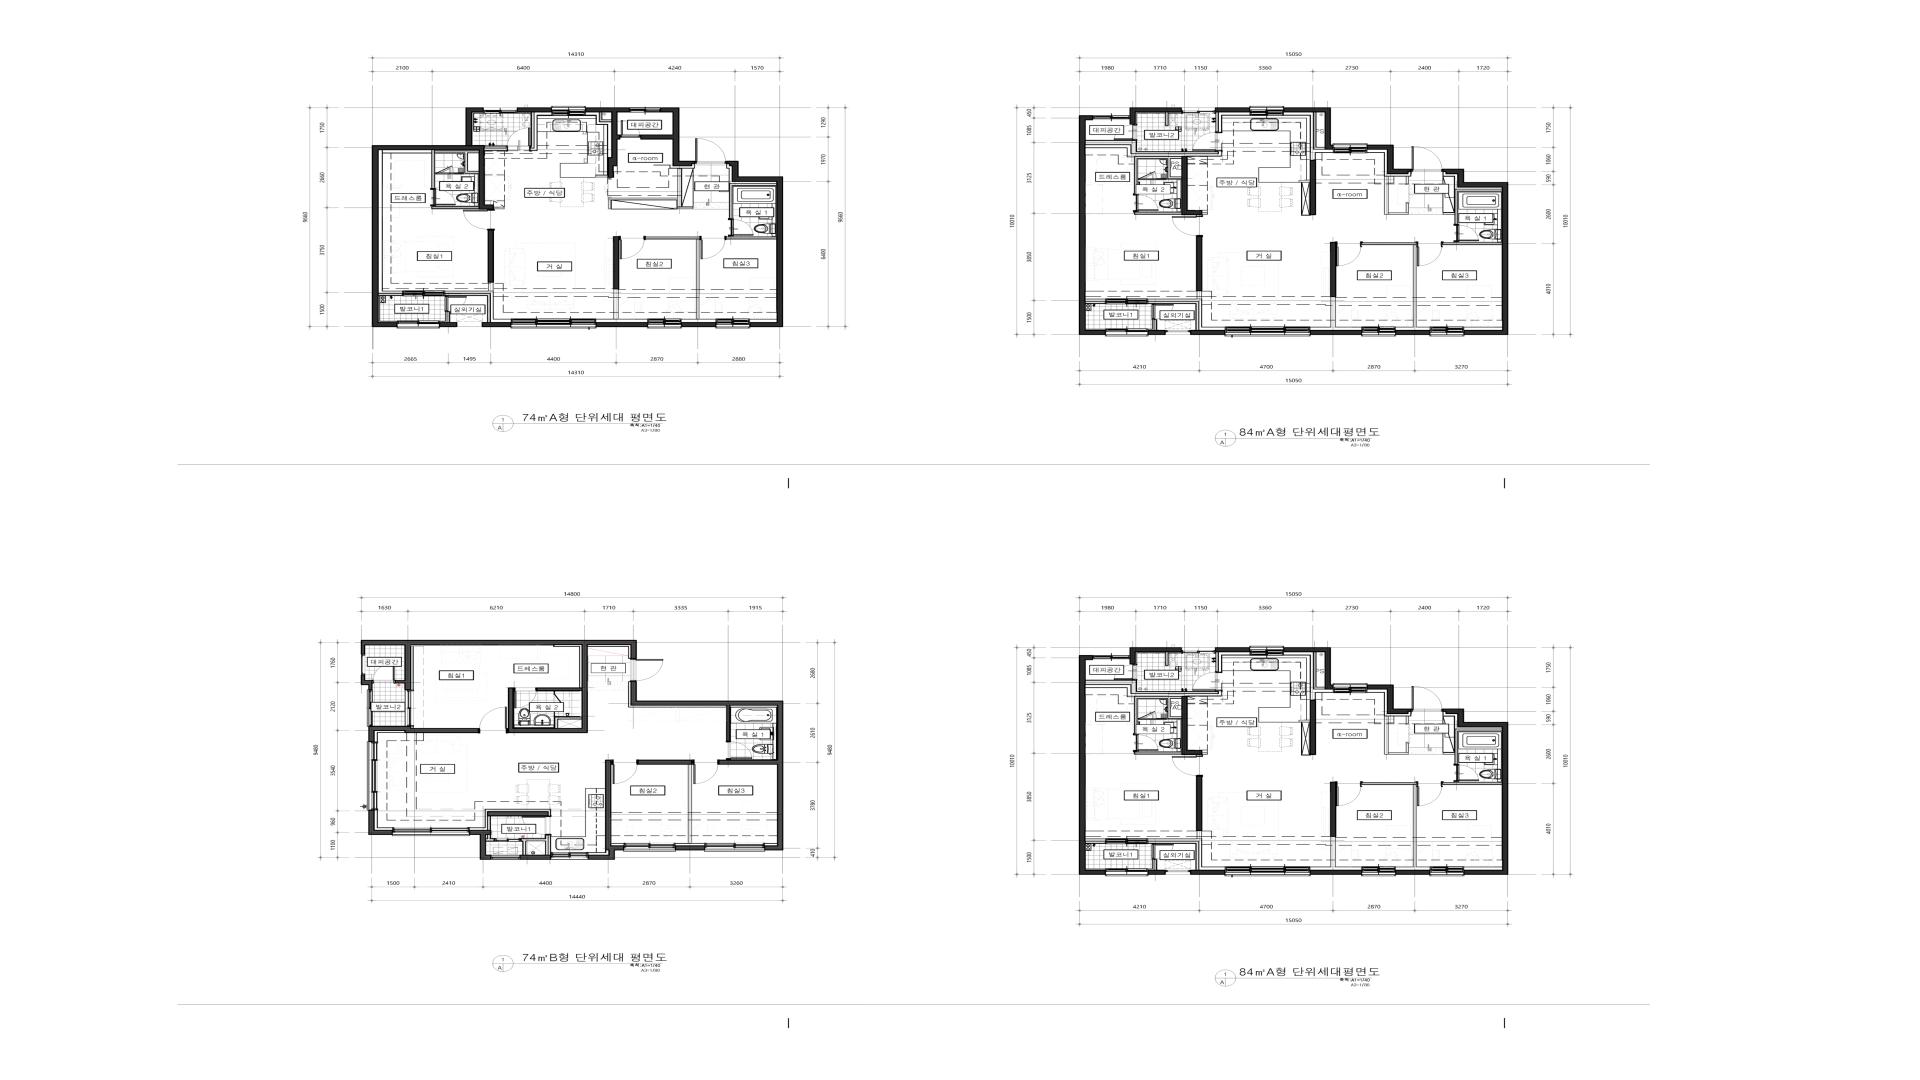 14310
2100 6400 4240 1570
1750
2660
3750
1500
9660
대피공간
α-room
현 관
욕 실 2
드레스룸
주방 / 식당
욕 실 1
침실1
거 실
침실2
침실3
발코니1
실외기실
1290
1970
6400
9660
2665 1495 4400 2870 2880
14310
1
A
74㎡A형 단위세대 평면도
축척:A1=1/40
A3=1/80
15050
1980 1710 1150 3360 2730 2400 1720
450
1085
3125
3850
1500
10010
대피공간
발코니2
드레스룸
욕 실 2
주방 / 식당
α-room
현 관
욕 실 1
침실1
거 실
침실2
침실3
발코니1
실외기실
1750
1060
590
2600
4010
10010
4210 4700 2870 3270
15050
1
A
84㎡A형 단위세대평면도
축척:A1=1/40
A3=1/80
14800
1630 6210 1710 3335 1915
1760
2120
3540
960
1100
9480
대피공간
침실1
드레스룸
현 관
발코니2
욕 실 2
욕 실 1
거 실
주방 / 식당
침실2
침실3
발코니1
2680
2610
3780
410
9480
1500 2410 4400 2870 3260
14440
1
A
74㎡B형 단위세대 평면도
축척:A1=1/40
A3=1/80
15050
1980 1710 1150 3360 2730 2400 1720
450
1085
3125
3850
1500
10010
대피공간
발코니2
드레스룸
욕 실 2
주방 / 식당
α-room
현 관
욕 실 1
침실1
거 실
침실2
침실3
발코니1
실외기실
1750
1060
590
2600
4010
10010
4210 4700 2870 3270
15050
1
A
84㎡A형 단위세대평면도
축척:A1=1/40
A3=1/80